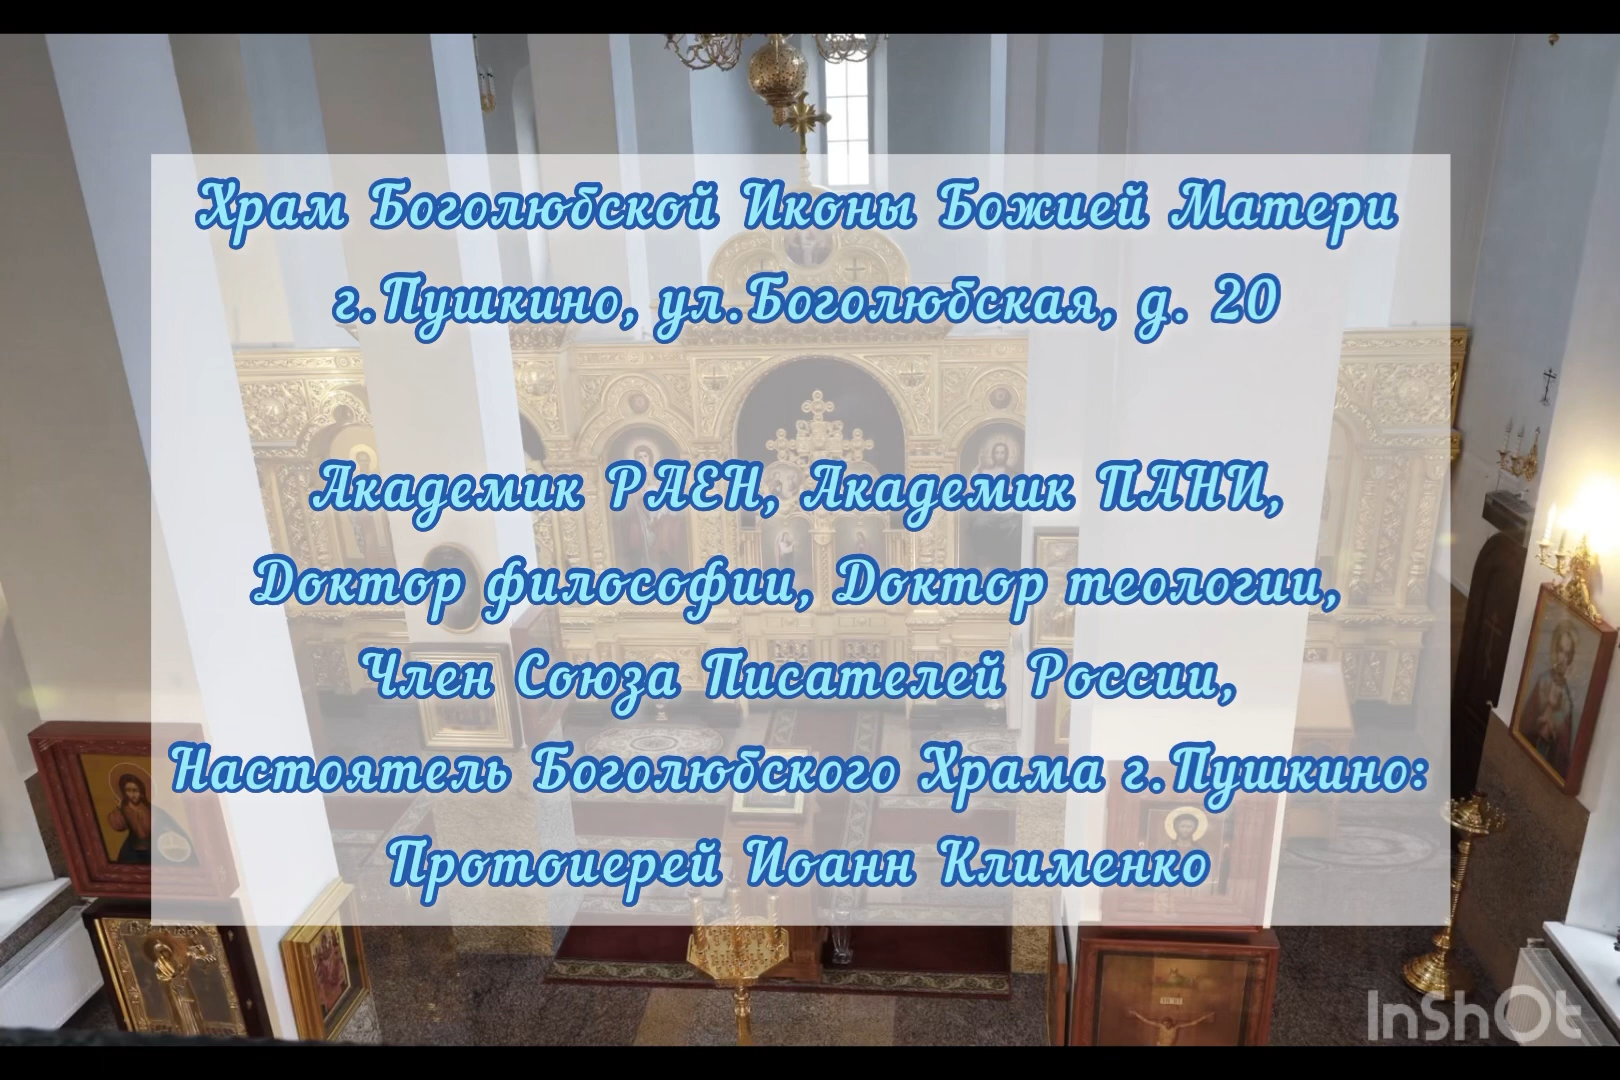 Храм Боголюбской Иконы Божией Матери
г.Пушкино, ул.Боголюбская, д. 20
Академик РАЕН, Академик ПАНИ,
Доктор философии, Доктор теологии,
Член Союза Писателей России,
Настоятель Боголюбского Храма г.Пушкино:
Протоиерей Иоанн Клименко
InShOt